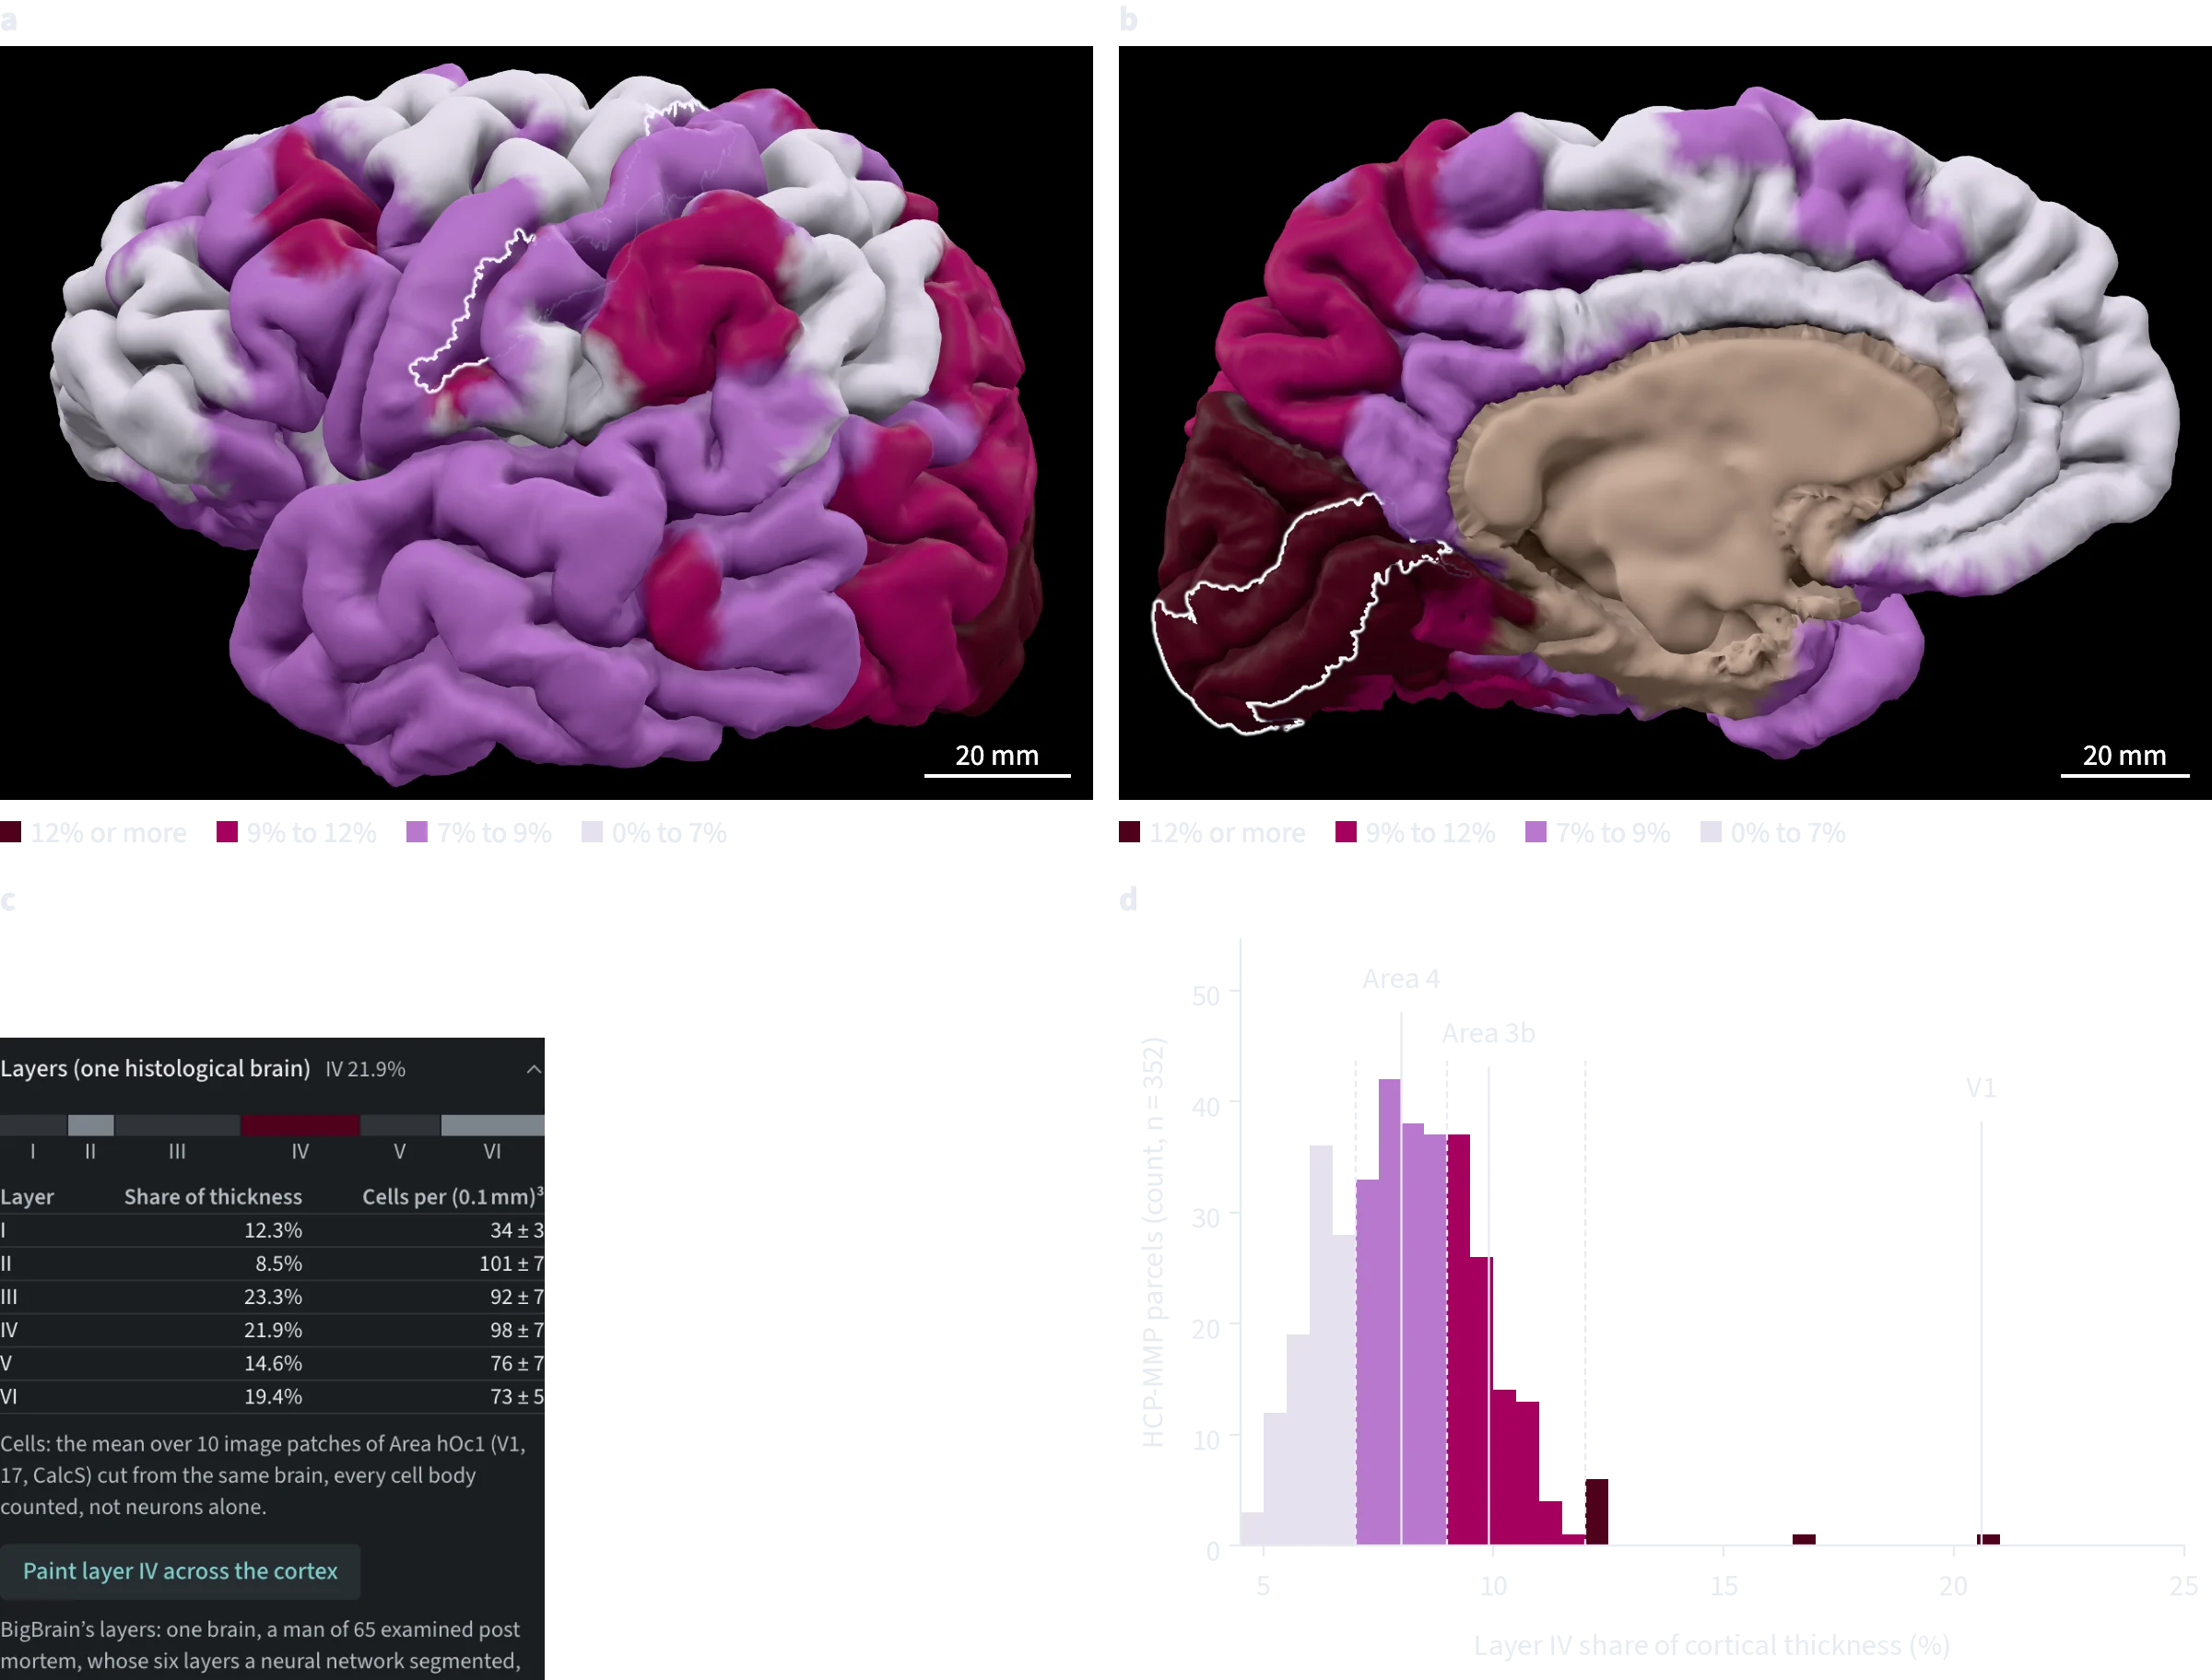 a
b
20 mm
20 mm
12% or more 9% to 12% 7% to 9% 0% to 7%
12% or more 9% to 12% 7% to 9% 0% to 7%
c
Layers (one histological brain) IV 21.9%
I II III IV V VI
Layer Share of thickness Cells per (0.1 mm)³
I 12.3% 34 ± 3
II 8.5% 101 ± 7
III 23.3% 92 ± 7
IV 21.9% 98 ± 7
V 14.6% 76 ± 7
VI 19.4% 73 ± 5
Cells: the mean over 10 image patches of Area hOc1 (V1,
17, CalcS) cut from the same brain, every cell body
counted, not neurons alone.
Paint layer IV across the cortex
BigBrain’s layers: one brain, a man of 65 examined post
mortem, whose six layers a neural network segmented,
d
HCP-MMP parcels (count, n = 352)
50
40
30
20
10
0
Area 4
Area 3b
V1
5 10 15 20 25
Layer IV share of cortical thickness (%)